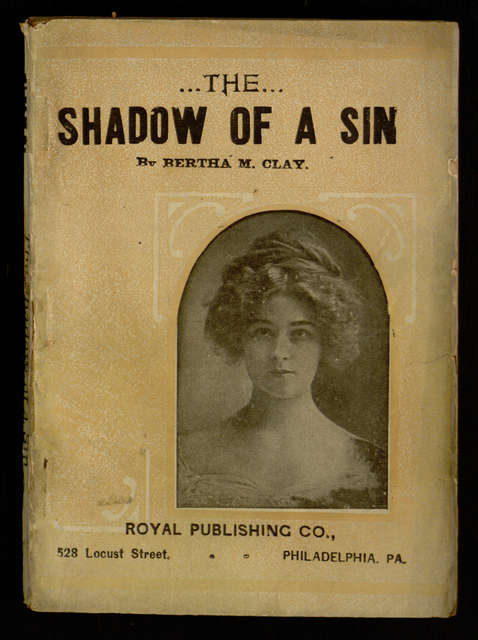 ...THE...
SHADOW OF A SIN
By BERTHA M. CLAY.
ROYAL PUBLISHING CO.,
528 Locust Street. PHILADELPHIA, PA.